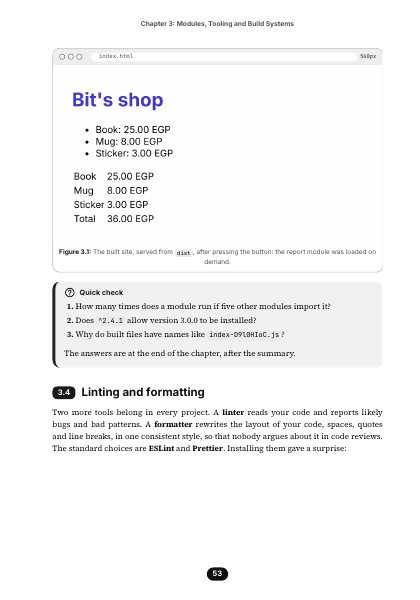 Chapter 3: Modules, Tooling and Build Systems
index.html
560px
Bit's shop
• Book: 25.00 EGP
• Mug: 8.00 EGP
• Sticker: 3.00 EGP
Book 25.00 EGP
Mug 8.00 EGP
Sticker 3.00 EGP
Total 36.00 EGP
Figure 3.1: The built site, served from dist, after pressing the button: the report module was loaded on
demand.
? Quick check
1. How many times does a module run if five other modules import it?
2. Does ^2.4.1 allow version 3.0.0 to be installed?
3. Why do built files have names like index-D9l0HIoC.js?
The answers are at the end of the chapter, after the summary.
3.4 Linting and formatting
Two more tools belong in every project. A linter reads your code and reports likely
bugs and bad patterns. A formatter rewrites the layout of your code, spaces, quotes
and line breaks, in one consistent style, so that nobody argues about it in code reviews.
The standard choices are ESLint and Prettier. Installing them gave a surprise:
53